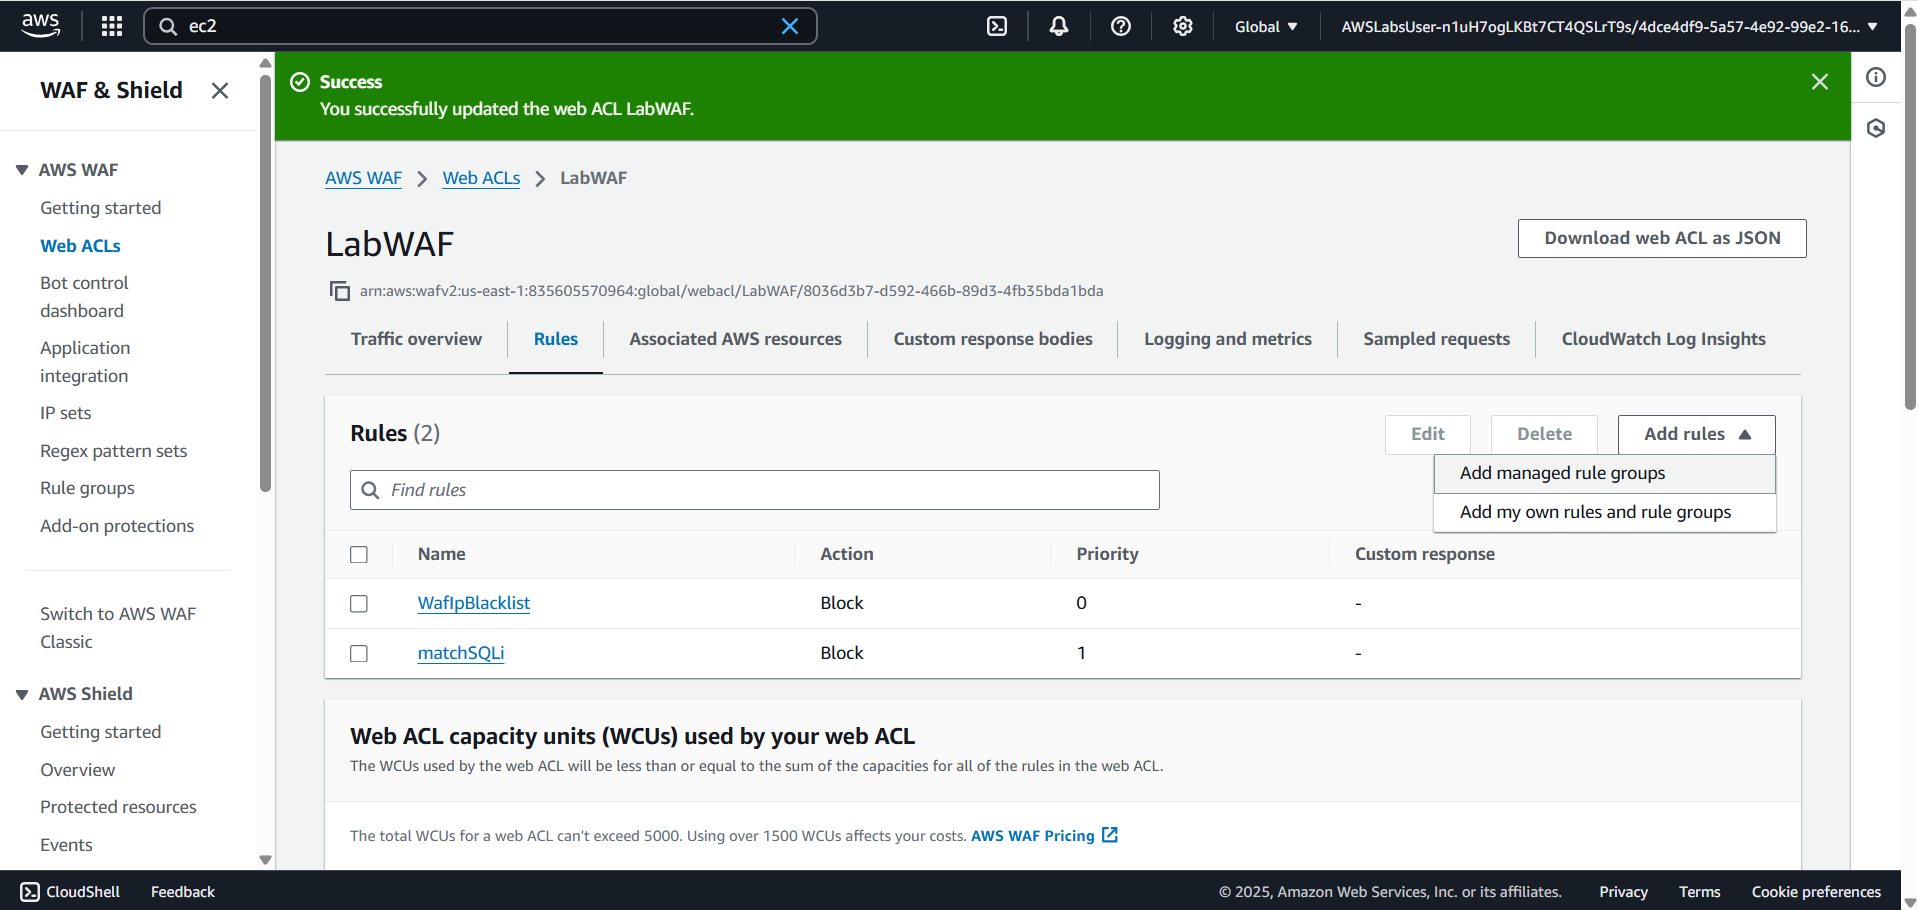 aws
ec2
Global
AWSLabsUser-n1uH7ogLKBt7CT4QSLrT9s/4dce4df9-5a57-4e92-99e2-16...
WAF & Shield
AWS WAF
Getting started
Web ACLs
Bot control
dashboard
Application
integration
IP sets
Regex pattern sets
Rule groups
Add-on protections
Switch to AWS WAF
Classic
AWS Shield
Getting started
Overview
Protected resources
Events
Success
You successfully updated the web ACL LabWAF.
AWS WAF > Web ACLs > LabWAF
LabWAF
Download web ACL as JSON
arn:aws:wafv2:us-east-1:835605570964:global/webacl/LabWAF/8036d3b7-d592-466b-89d3-4fb35bda1bda
Traffic overview Rules Associated AWS resources Custom response bodies Logging and metrics Sampled requests CloudWatch Log Insights
Rules (2)
Edit Delete Add rules
Add managed rule groups
Add my own rules and rule groups
Find rules
Name Action Priority Custom response
WafIpBlacklist Block 0 -
matchSQLi Block 1 -
Web ACL capacity units (WCUs) used by your web ACL
The WCUs used by the web ACL will be less than or equal to the sum of the capacities for all of the rules in the web ACL.
The total WCUs for a web ACL can't exceed 5000. Using over 1500 WCUs affects your costs. AWS WAF Pricing
CloudShell Feedback © 2025, Amazon Web Services, Inc. or its affiliates. Privacy Terms Cookie preferences